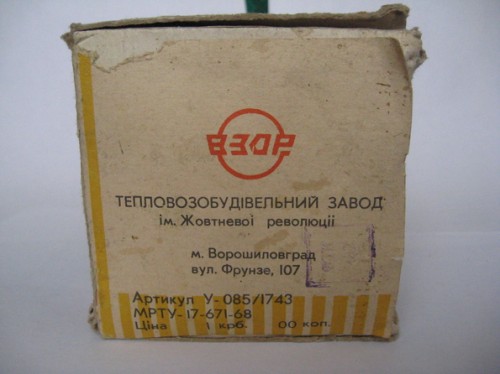 ВЗОР
ТЕПЛОВОЗОБУДІВЕЛЬНИЙ ЗАВОД
ім. Жовтневої революції
м. Ворошиловград
вул. Фрунзе, 107
Артикул У-085/1743
МРТУ-17-671-68
Ціна 1 крб. 00 коп.